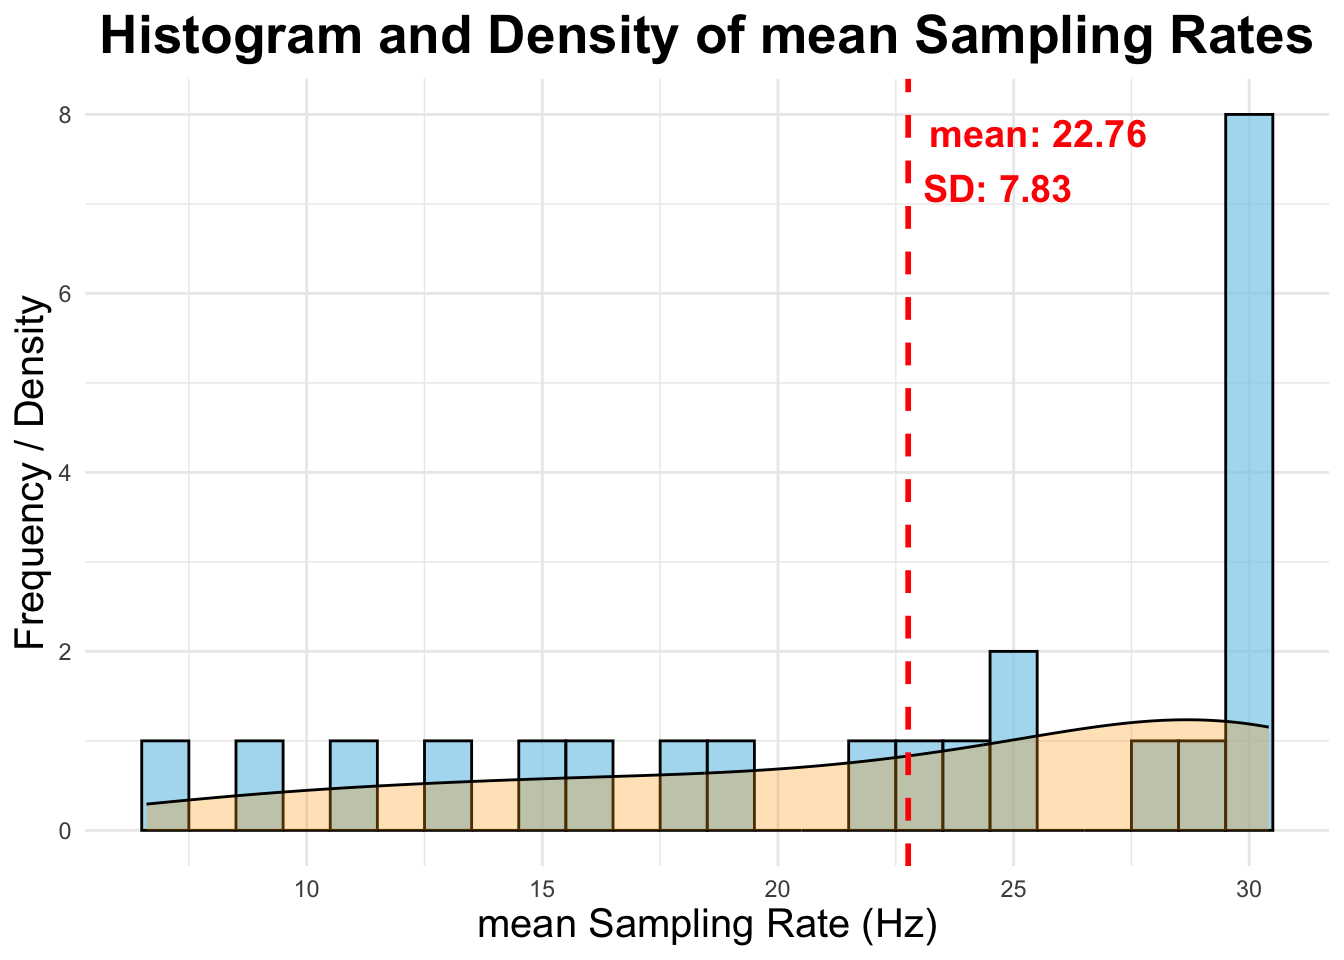 Histogram and Density of mean Sampling Rates
mean: 22.76
SD: 7.83
Frequency / Density
8
6
4
2
0
10 15 20 25 30
mean Sampling Rate (Hz)